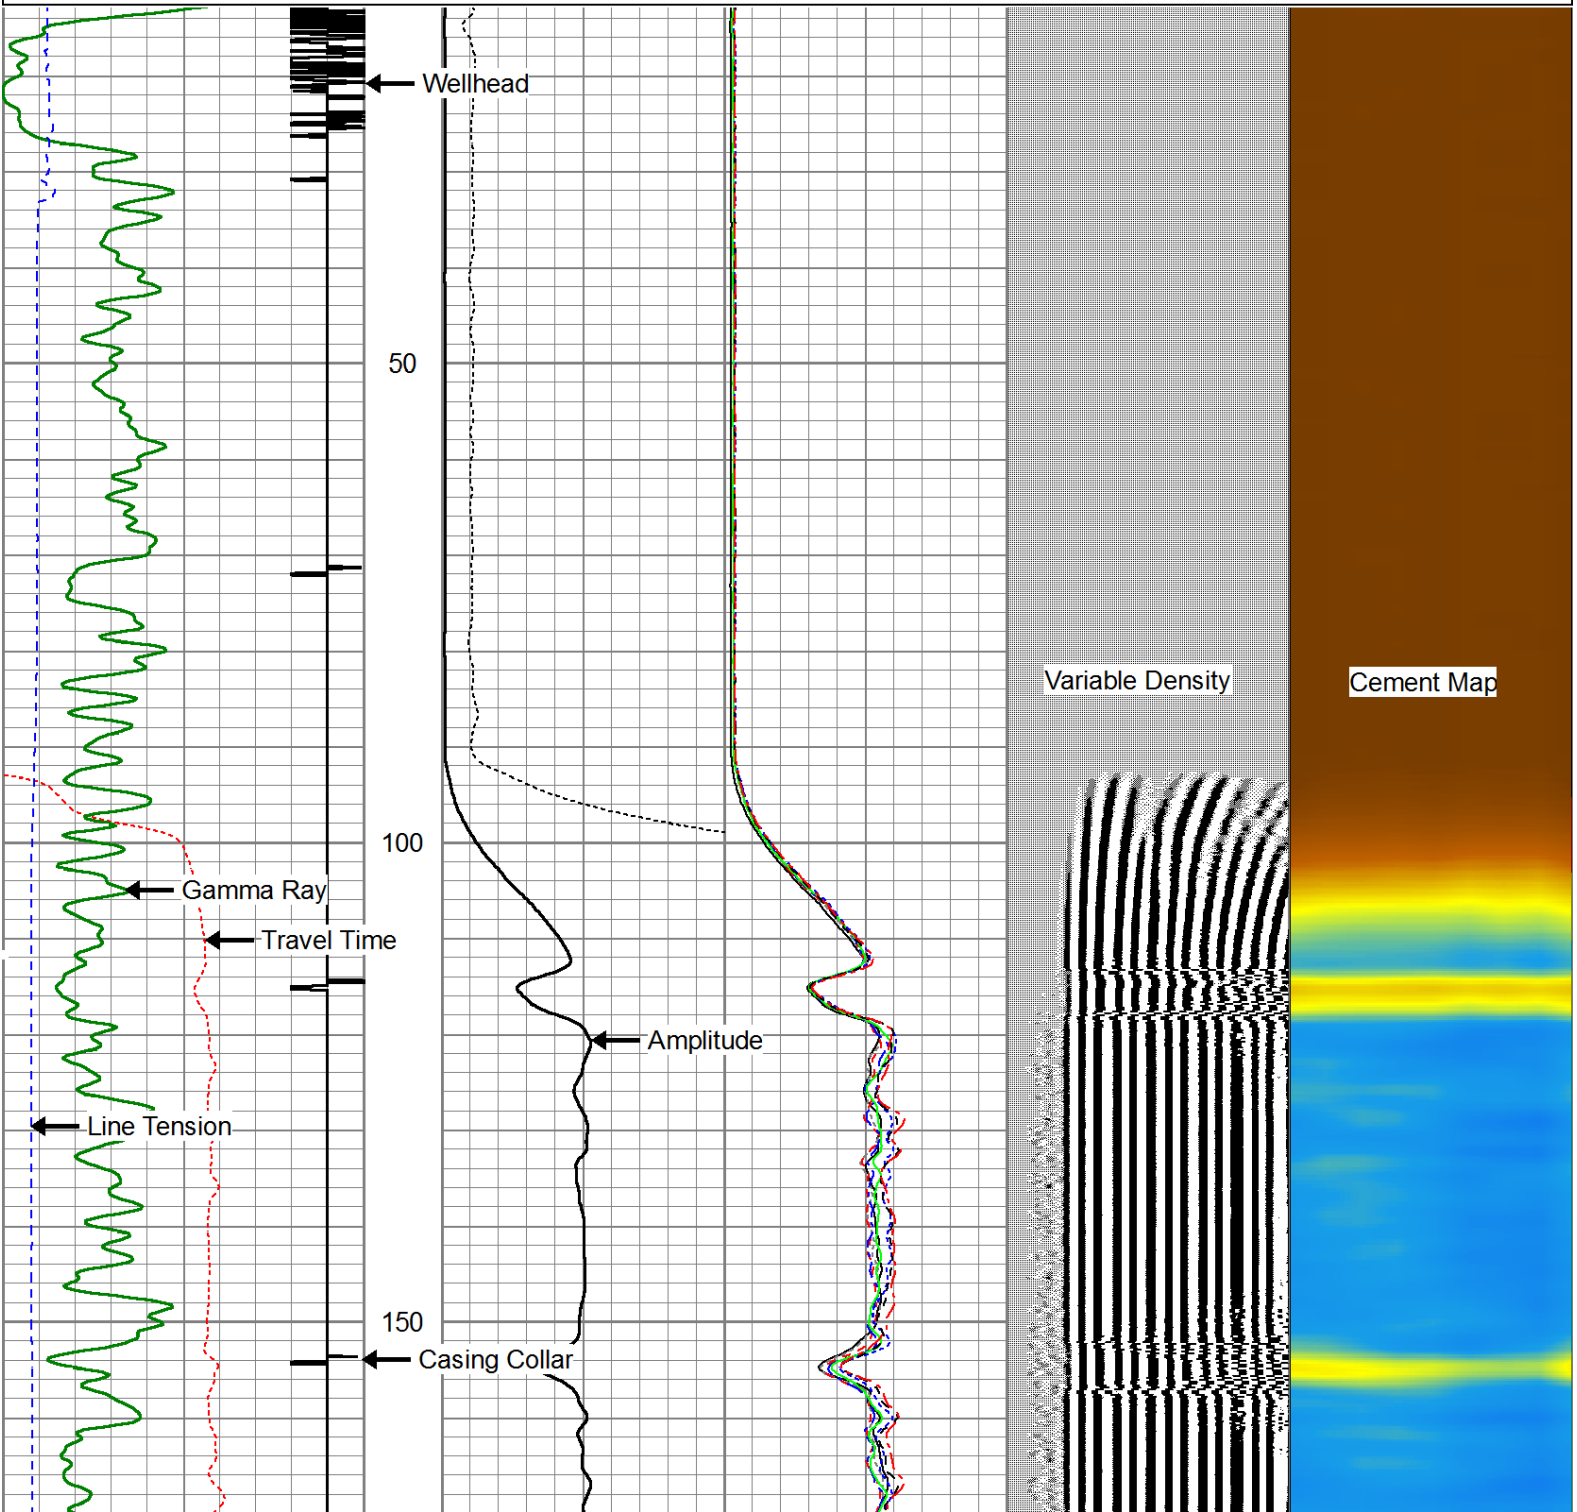 Wellhead
50
Variable Density
Cement Map
100
Gamma Ray
Travel Time
Amplitude
Line Tension
150
Casing Collar